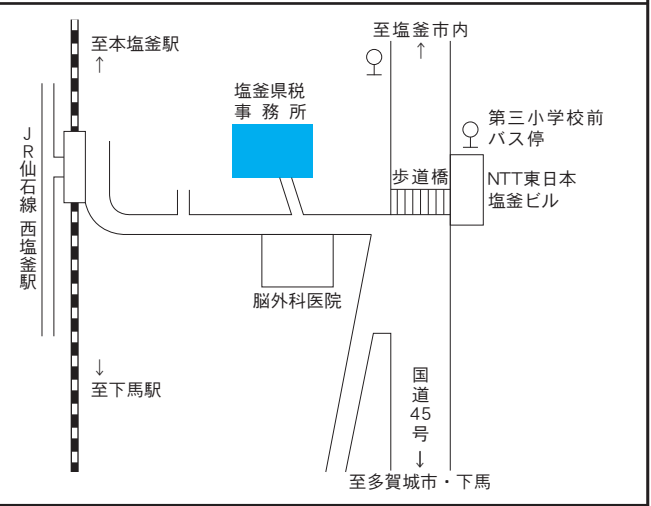 至塩釜市内
↑
至本塩釜駅
↑
塩釜県税
事務所
第三小学校前
バス停
歩道橋
NTT東日本
塩釜ビル
JR仙石線 西塩釜駅
脳外科医院
↓
至下馬駅
国道45号
↓
至多賀城市・下馬